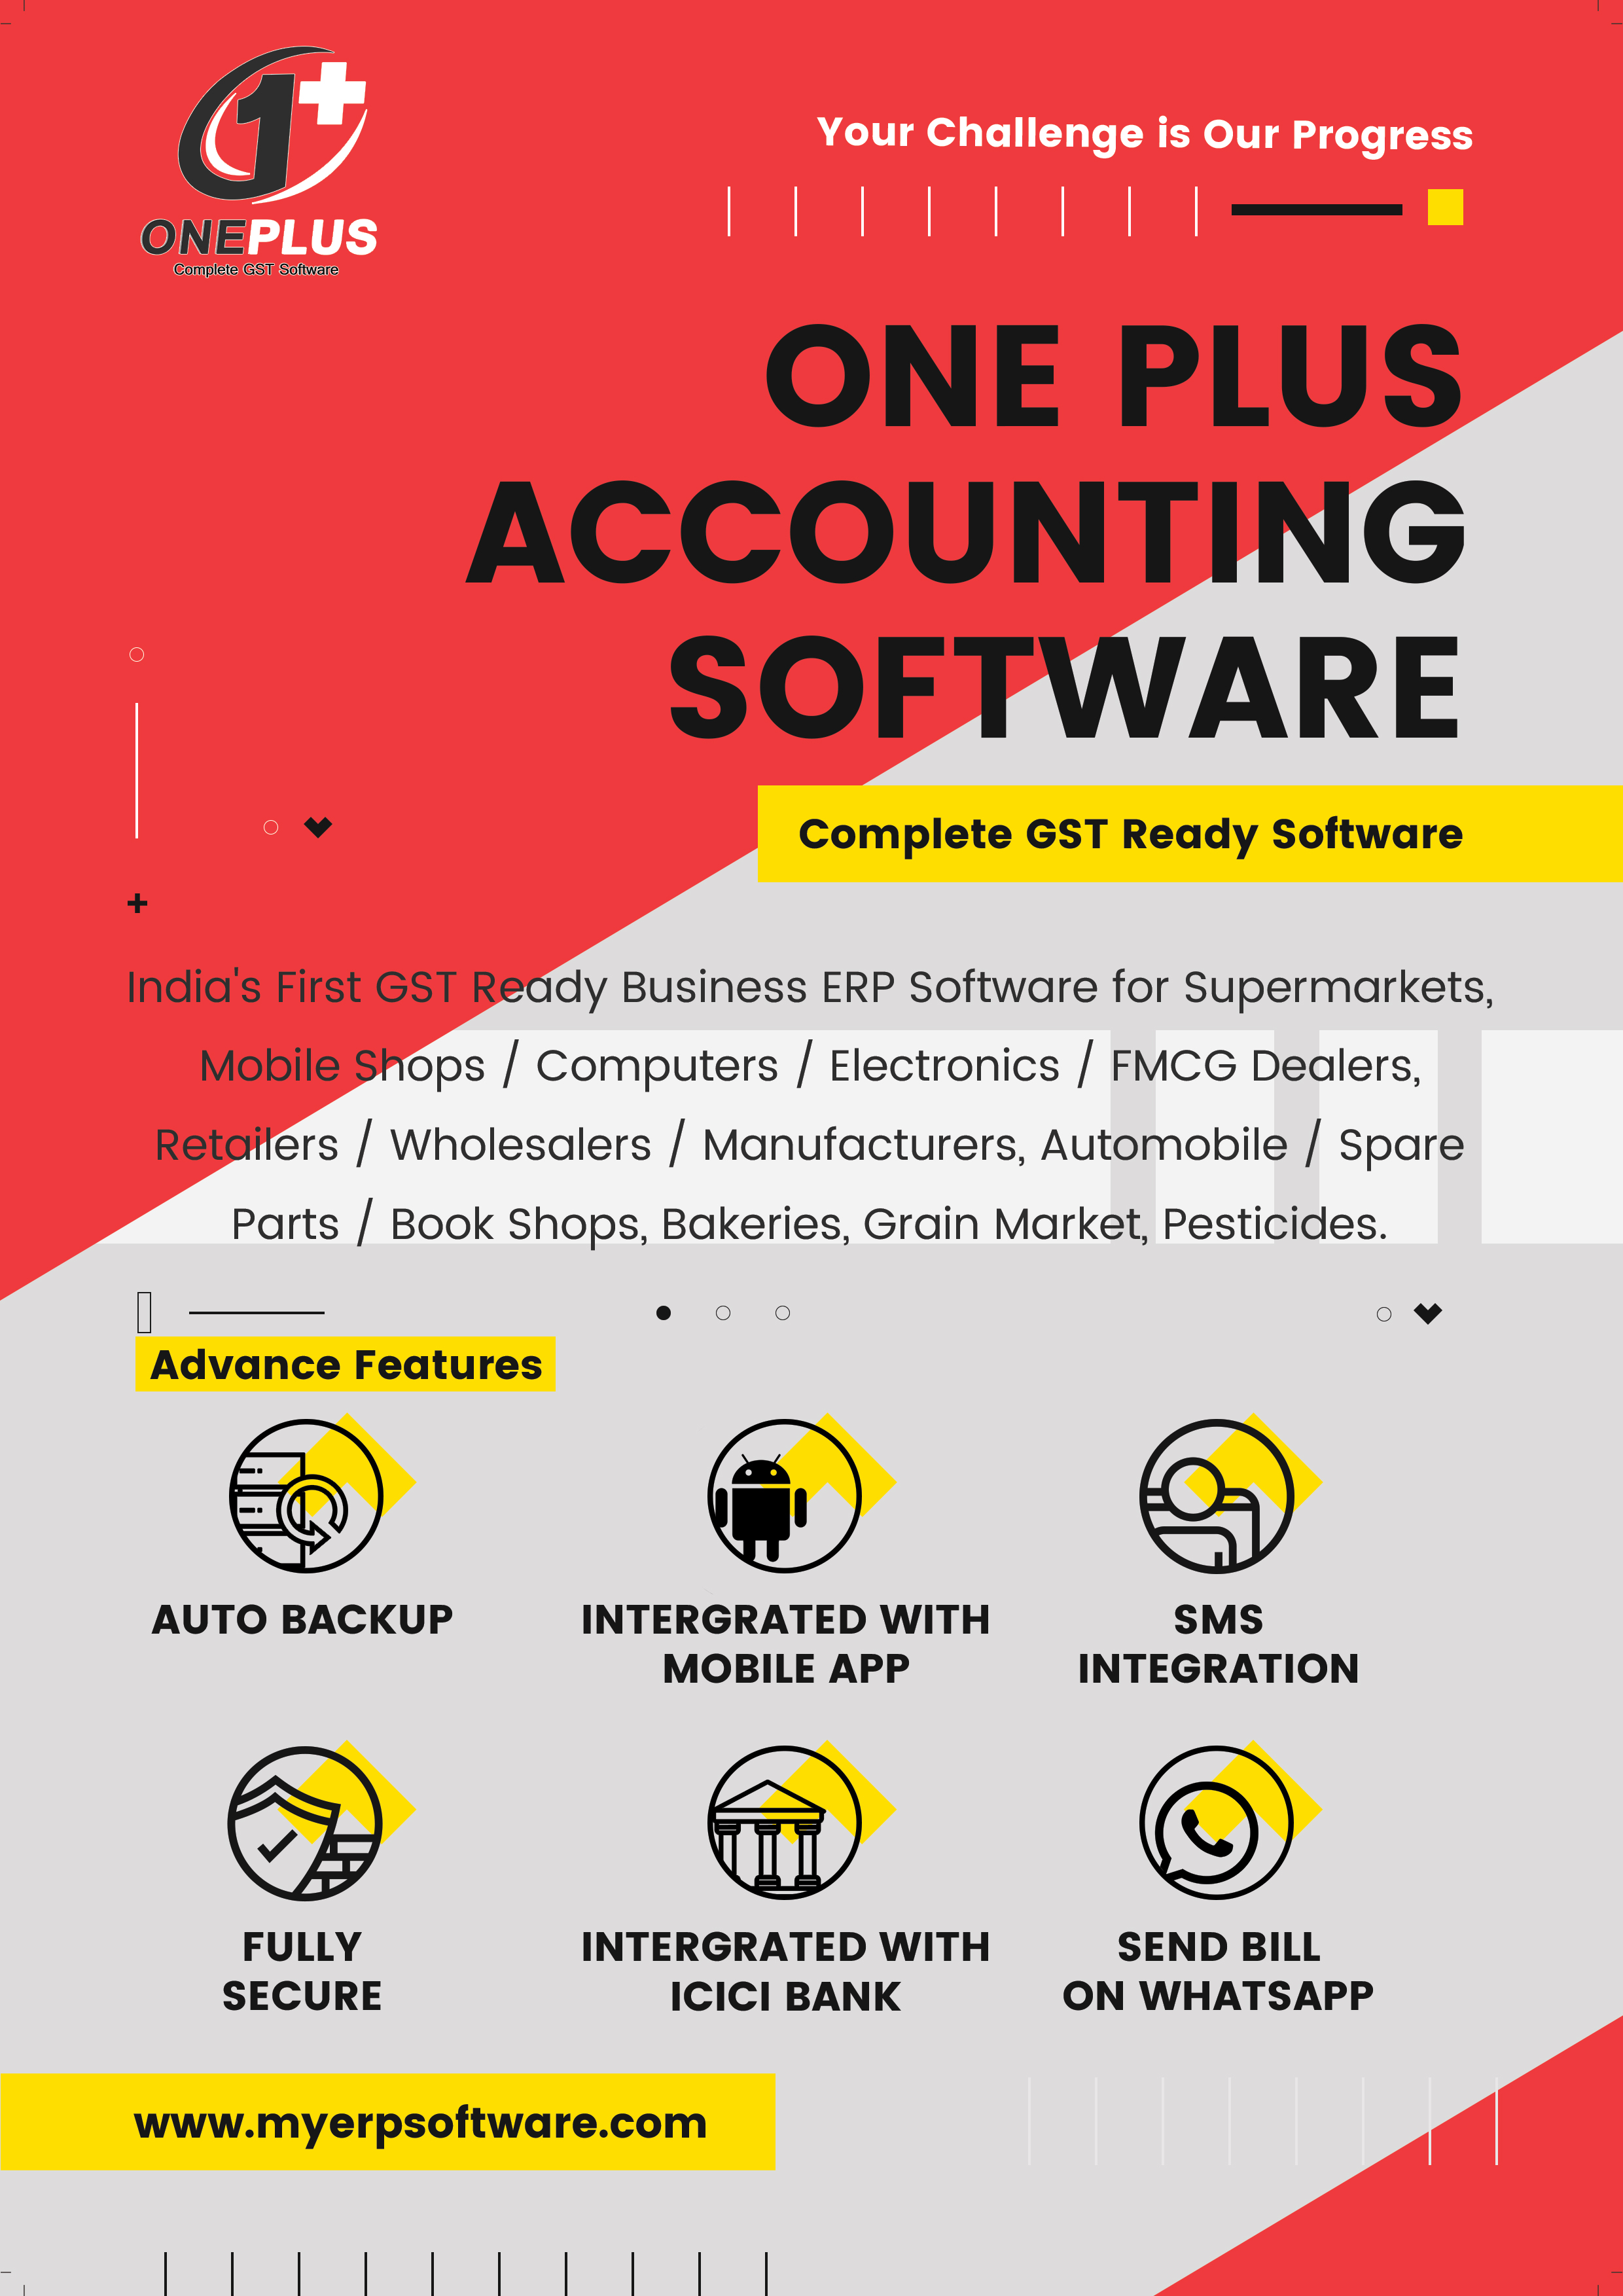 1+
ONEPLUS
Complete GST Software
Your Challenge is Our Progress
ONE PLUS
ACCOUNTING
SOFTWARE
Complete GST Ready Software
India's First GST Ready Business ERP Software for Supermarkets,
Mobile Shops / Computers / Electronics / FMCG Dealers,
Retailers / Wholesalers / Manufacturers, Automobile / Spare
Parts / Book Shops, Bakeries, Grain Market, Pesticides.
Advance Features
AUTO BACKUP
INTERGRATED WITH
MOBILE APP
SMS
INTEGRATION
FULLY
SECURE
INTERGRATED WITH
ICICI BANK
SEND BILL
ON WHATSAPP
www.myerpsoftware.com